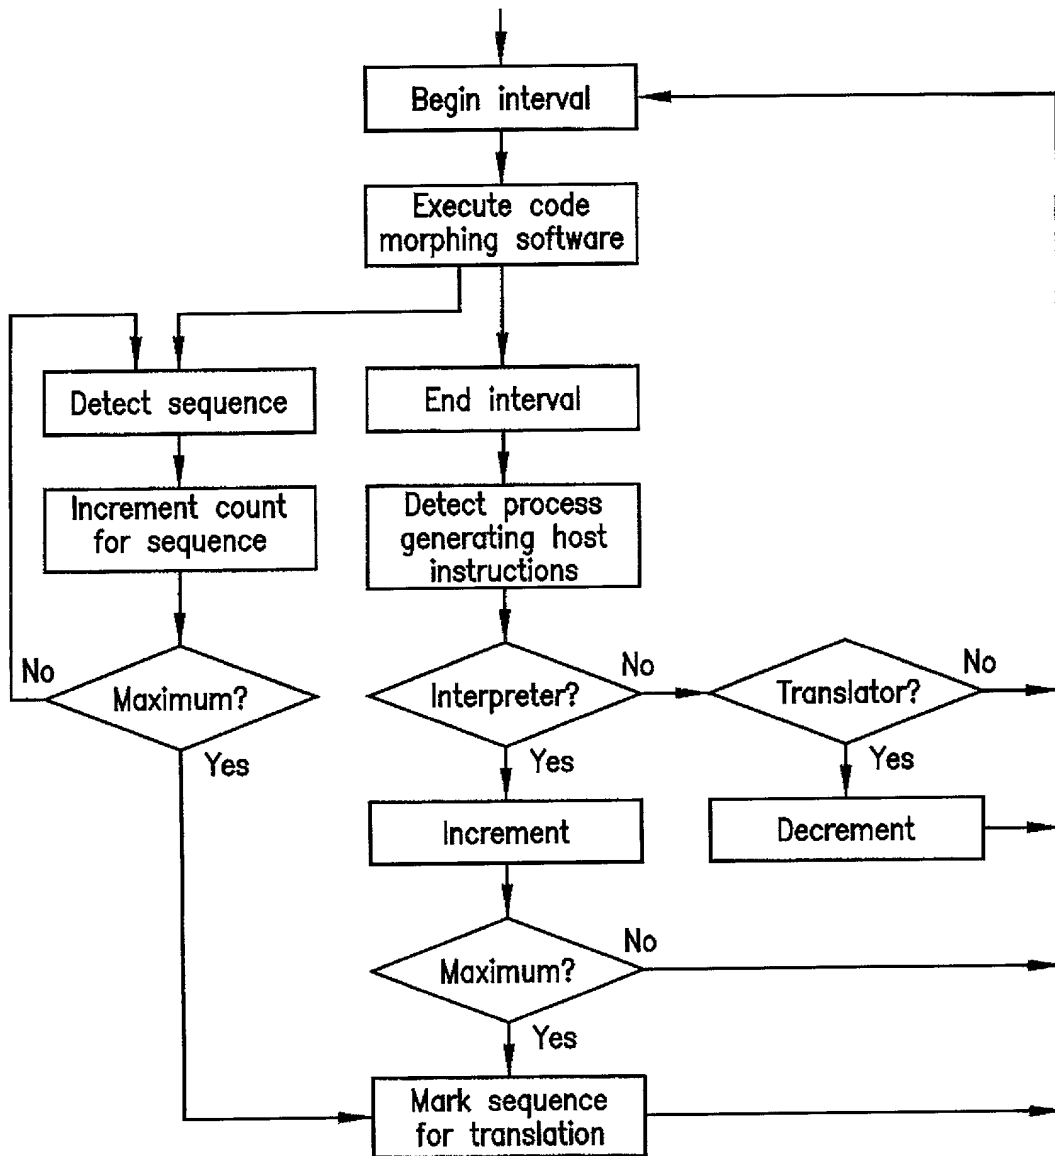 Begin interval
Execute code
morphing software
Detect sequence
End interval
Increment count
for sequence
Detect process
generating host
instructions
No
Maximum?
Yes
Interpreter?
No
Yes
Translator?
No
Yes
Increment
Decrement
Maximum?
No
Yes
Mark sequence
for translation